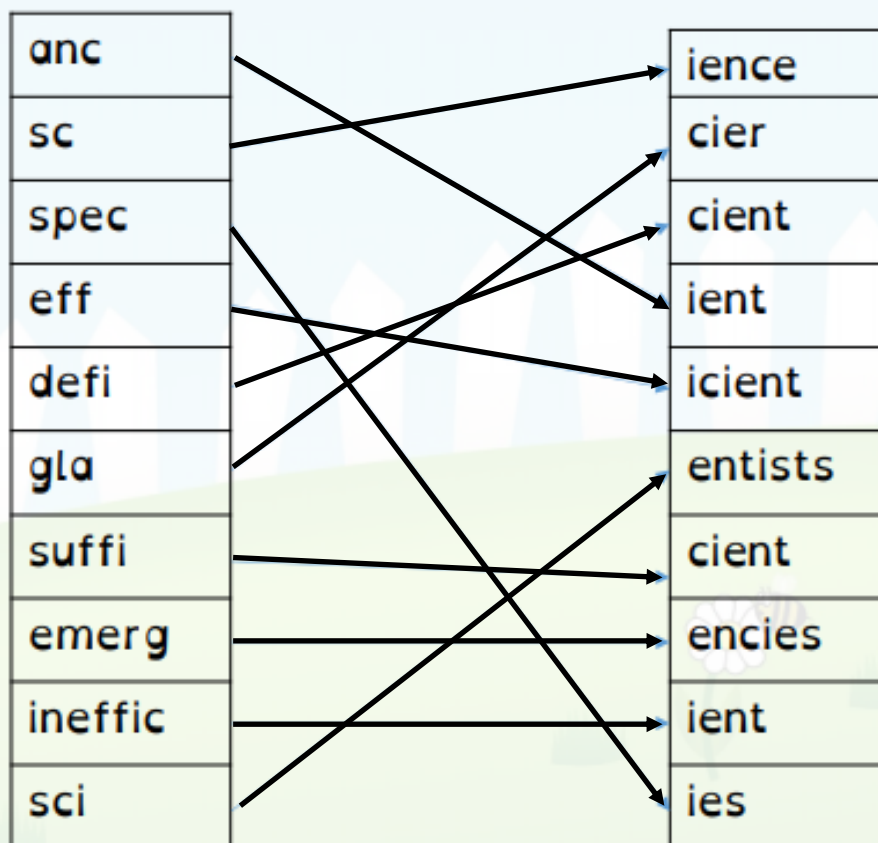 anc
sc
spec
eff
defi
gla
suffi
emerg
ineffic
sci
ience
cier
cient
ient
icient
entists
cient
encies
ient
ies